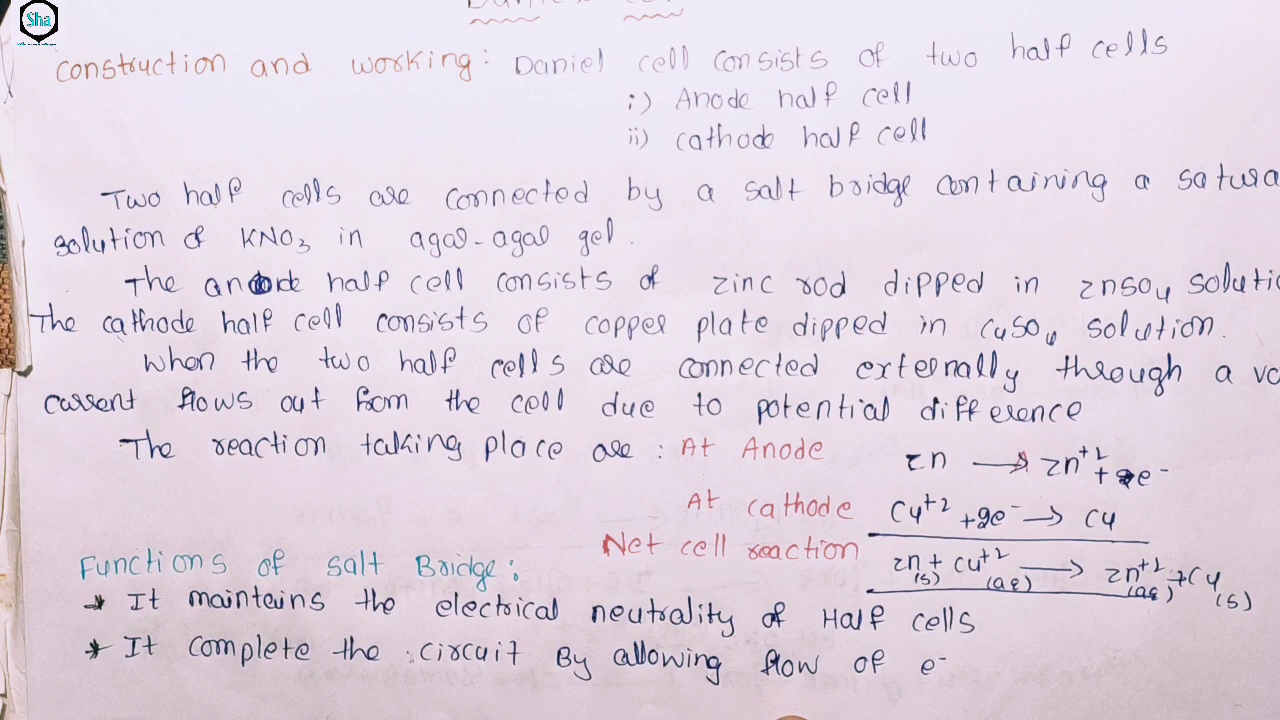 Sha
construction and working: Daniel cell consists of two half cells
i) Anode half cell
ii) cathode half cell
Two half cells are connected by a salt bridge containing a satura
solution of KNO3 in agar-agar gel.
The anode half cell consists of zinc rod dipped in znso4 soluti
The cathode half cell consists of copper plate dipped in cuso4 solution.
when the two half cells are connected externally through a vo
current flows out from the cell due to potential difference
The reaction taking place are: At Anode zn → zn+2 + 2e-
At cathode Cu+2 + 2e- → Cu
Net cell reaction zn(s) + Cu+2(aq) → zn+2(aq) + Cu(s)
Functions of salt Bridge:
* It maintains the electrical neutrality of Half cells
* It complete the circuit By allowing flow of e-